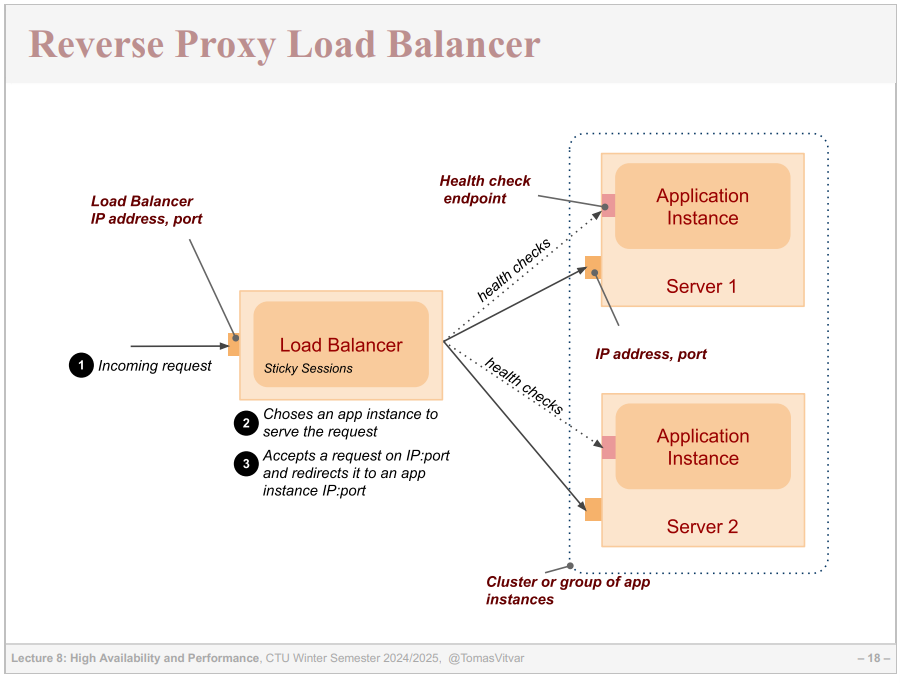 Reverse Proxy Load Balancer
Load Balancer
IP address, port
Health check
endpoint
Application
Instance
Server 1
health checks
IP address, port
Load Balancer
Sticky Sessions
1 Incoming request
2 Choses an app instance to
serve the request
3 Accepts a request on IP:port
and redirects it to an app
instance IP:port
health checks
Application
Instance
Server 2
Cluster or group of app
instances
Lecture 8: High Availability and Performance, CTU Winter Semester 2024/2025, @TomasVitvar
– 18 –